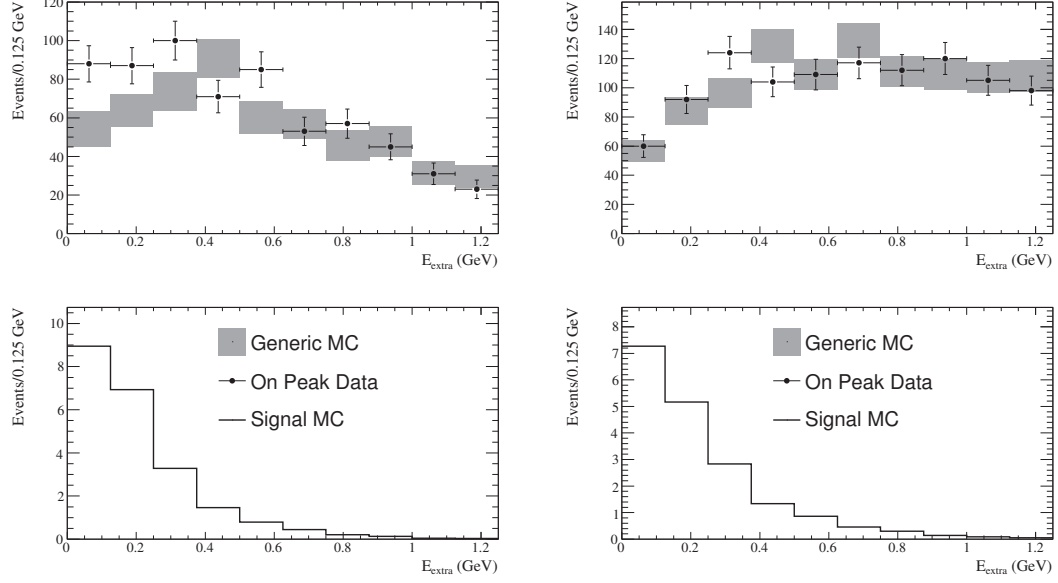 Events/0.125 GeV
120
100
80
60
40
20
0
0 0.2 0.4 0.6 0.8 1 1.2
E_extra (GeV)
Events/0.125 GeV
140
120
100
80
60
40
20
0
0 0.2 0.4 0.6 0.8 1 1.2
E_extra (GeV)
Events/0.125 GeV
10
8
6
4
2
0
Generic MC
On Peak Data
Signal MC
0 0.2 0.4 0.6 0.8 1 1.2
E_extra (GeV)
Events/0.125 GeV
8
7
6
5
4
3
2
1
0
Generic MC
On Peak Data
Signal MC
0 0.2 0.4 0.6 0.8 1 1.2
E_extra (GeV)